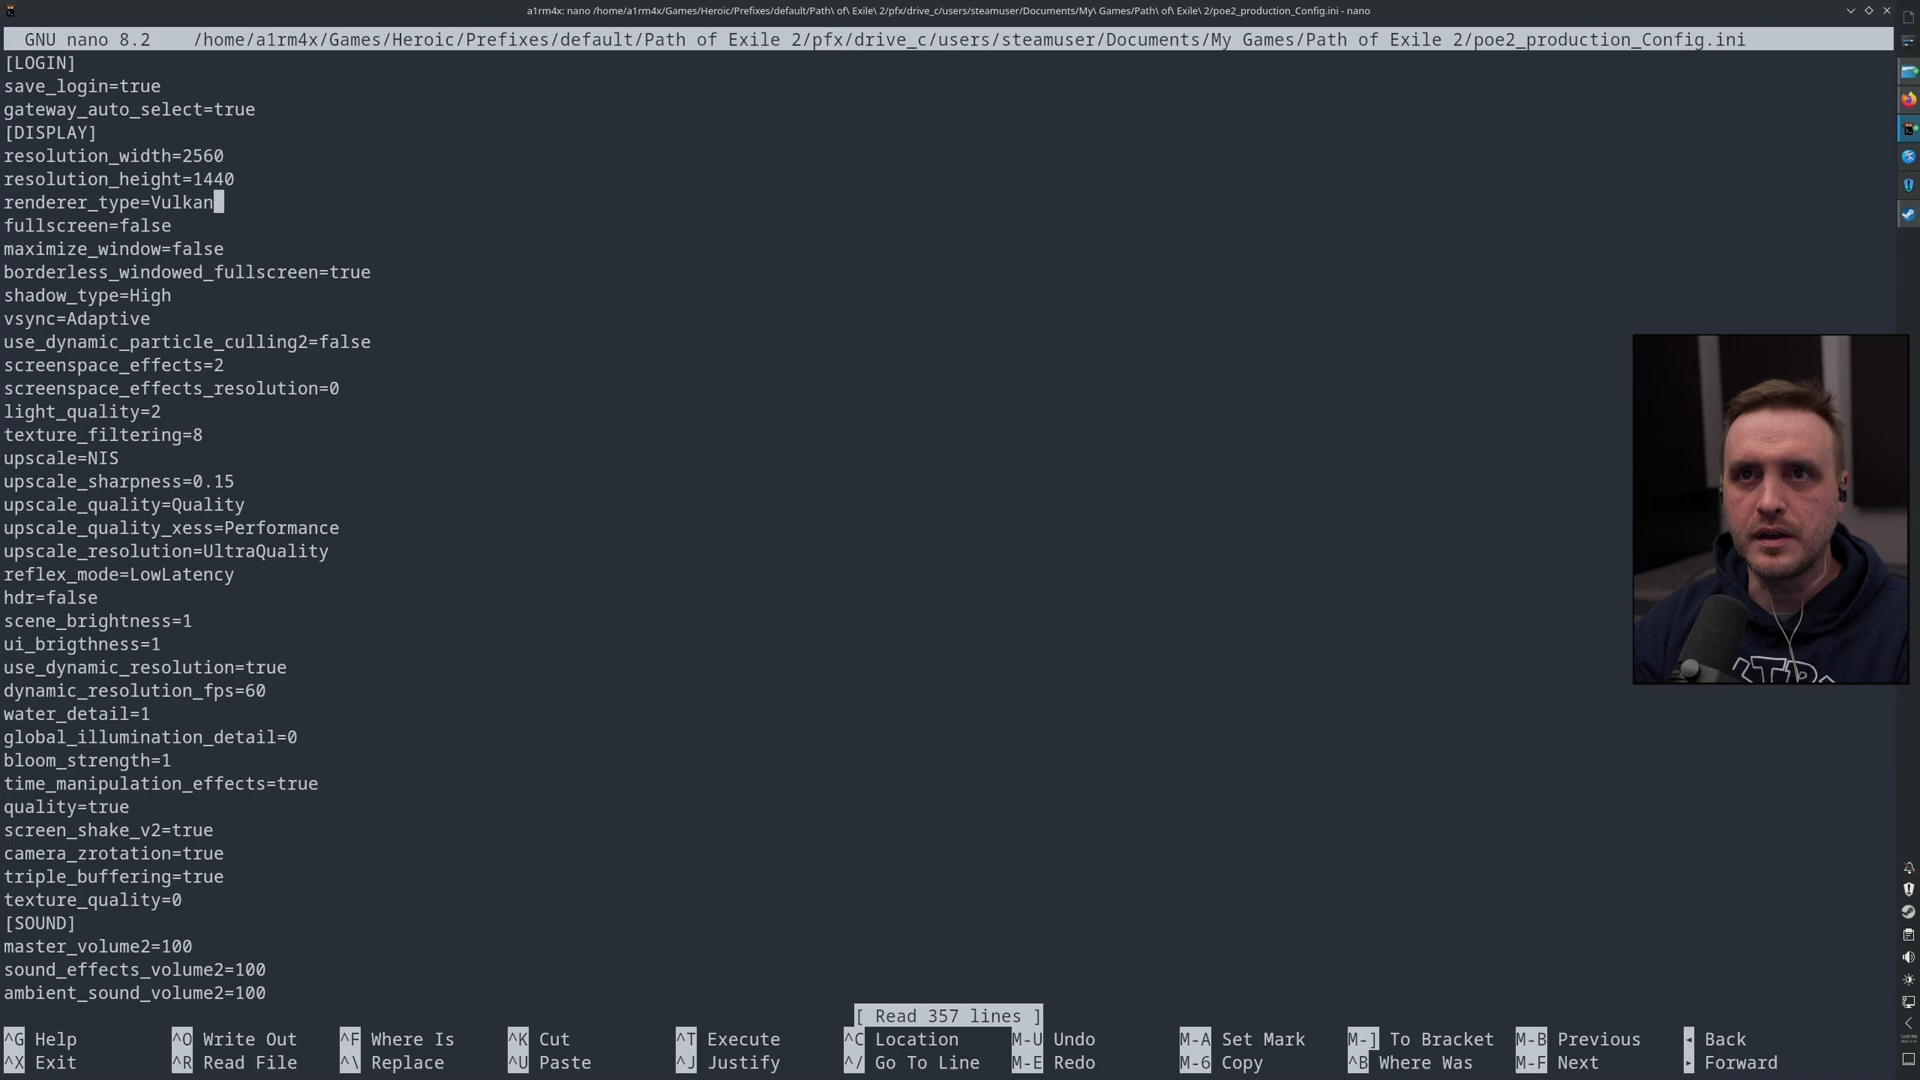 a1rm4x: nano /home/a1rm4x/Games/Heroic/Prefixes/default/Path\ of\ Exile\ 2/pfx/drive_c/users/steamuser/Documents/My\ Games/Path\ of\ Exile\ 2/poe2_production_Config.ini - nano
GNU nano 8.2 /home/a1rm4x/Games/Heroic/Prefixes/default/Path of Exile 2/pfx/drive_c/users/steamuser/Documents/My Games/Path of Exile 2/poe2_production_Config.ini
[LOGIN]
save_login=true
gateway_auto_select=true
[DISPLAY]
resolution_width=2560
resolution_height=1440
renderer_type=Vulkan
fullscreen=false
maximize_window=false
borderless_windowed_fullscreen=true
shadow_type=High
vsync=Adaptive
use_dynamic_particle_culling2=false
screenspace_effects=2
screenspace_effects_resolution=0
light_quality=2
texture_filtering=8
upscale=NIS
upscale_sharpness=0.15
upscale_quality=Quality
upscale_quality_xess=Performance
upscale_resolution=UltraQuality
reflex_mode=LowLatency
hdr=false
scene_brightness=1
ui_brigthness=1
use_dynamic_resolution=true
dynamic_resolution_fps=60
water_detail=1
global_illumination_detail=0
bloom_strength=1
time_manipulation_effects=true
quality=true
screen_shake_v2=true
camera_zrotation=true
triple_buffering=true
texture_quality=0
[SOUND]
master_volume2=100
sound_effects_volume2=100
ambient_sound_volume2=100
[ Read 357 lines ]
^G Help ^O Write Out ^F Where Is ^K Cut ^T Execute ^C Location M-U Undo M-A Set Mark M-] To Bracket M-B Previous ◂ Back
^X Exit ^R Read File ^\ Replace ^U Paste ^J Justify ^/ Go To Line M-E Redo M-6 Copy ^B Where Was M-F Next ▸ Forward